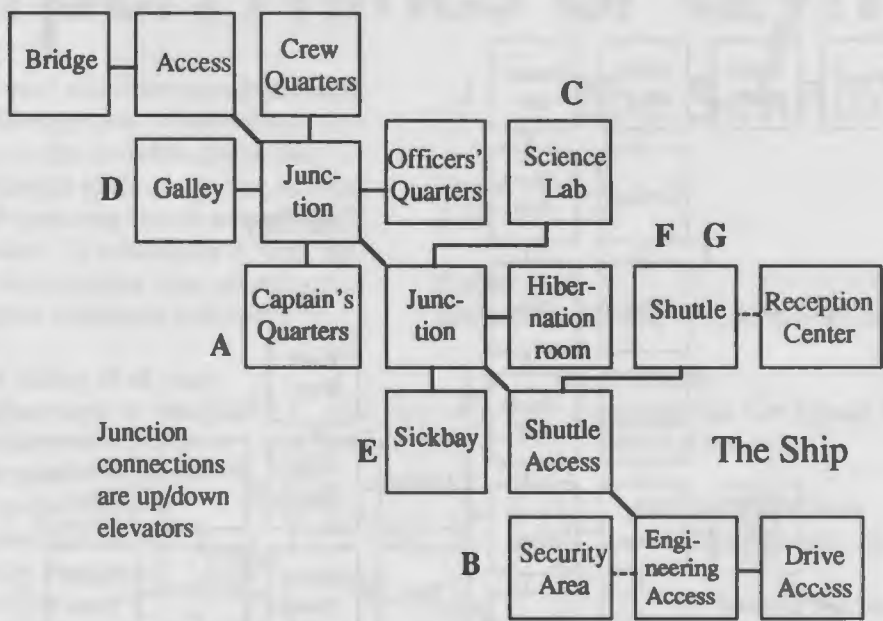 Bridge
Access
Crew
Quarters
C
D
Galley
Junc-
tion
Officers'
Quarters
Science
Lab
F G
A
Captain's
Quarters
Junc-
tion
Hiber-
nation
room
Shuttle
Reception
Center
Junction
connections
are up/down
elevators
E
Sickbay
Shuttle
Access
The Ship
B
Security
Area
Engi-
neering
Access
Drive
Access